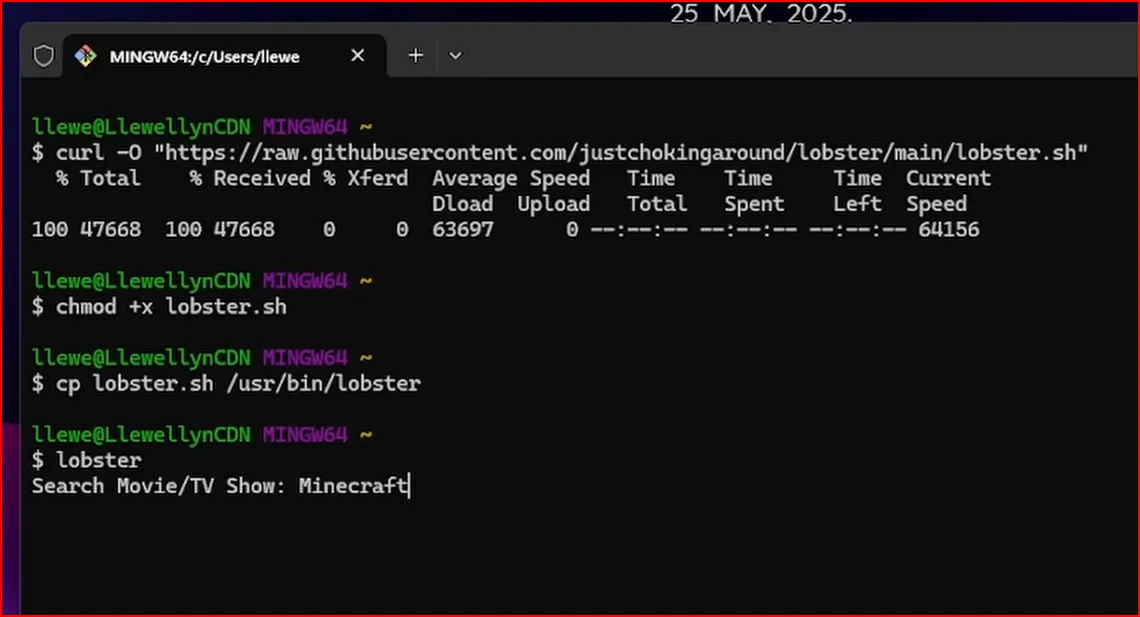 25 MAY, 2025.
MINGW64:/c/Users/llewe
llewe@LlewellynCDN MINGW64 ~
$ curl -O "https://raw.githubusercontent.com/justchokingaround/lobster/main/lobster.sh"
% Total % Received % Xferd Average Speed Time Time Time Current
Dload Upload Total Spent Left Speed
100 47668 100 47668 0 0 63697 0 --:--:-- --:--:-- --:--:-- 64156
llewe@LlewellynCDN MINGW64 ~
$ chmod +x lobster.sh
llewe@LlewellynCDN MINGW64 ~
$ cp lobster.sh /usr/bin/lobster
llewe@LlewellynCDN MINGW64 ~
$ lobster
Search Movie/TV Show: Minecraft